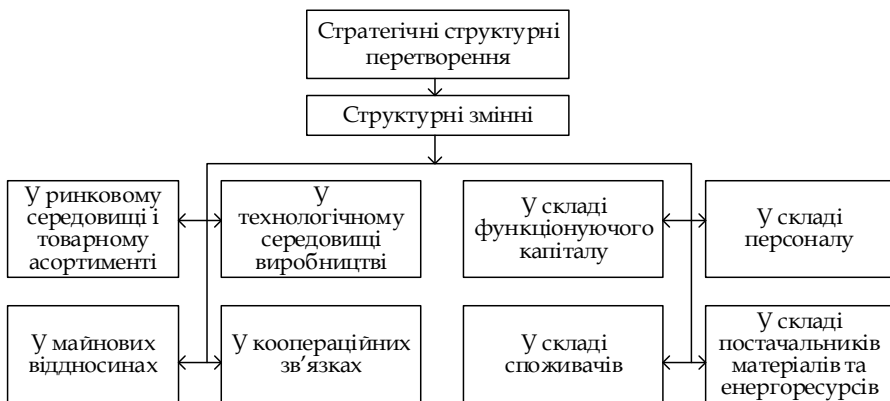 Стратегічні структурні
перетворення
Структурні змінні
У ринковому
середовищі і
товарному
асортименті
У
технологічному
середовищі
виробництві
У складі
функціонуючого
капіталу
У складі
персоналу
У майнових
віддносинах
У коопераційних
зв’язках
У складі
споживачів
У складі
постачальників
матеріалів та
енергоресурсів